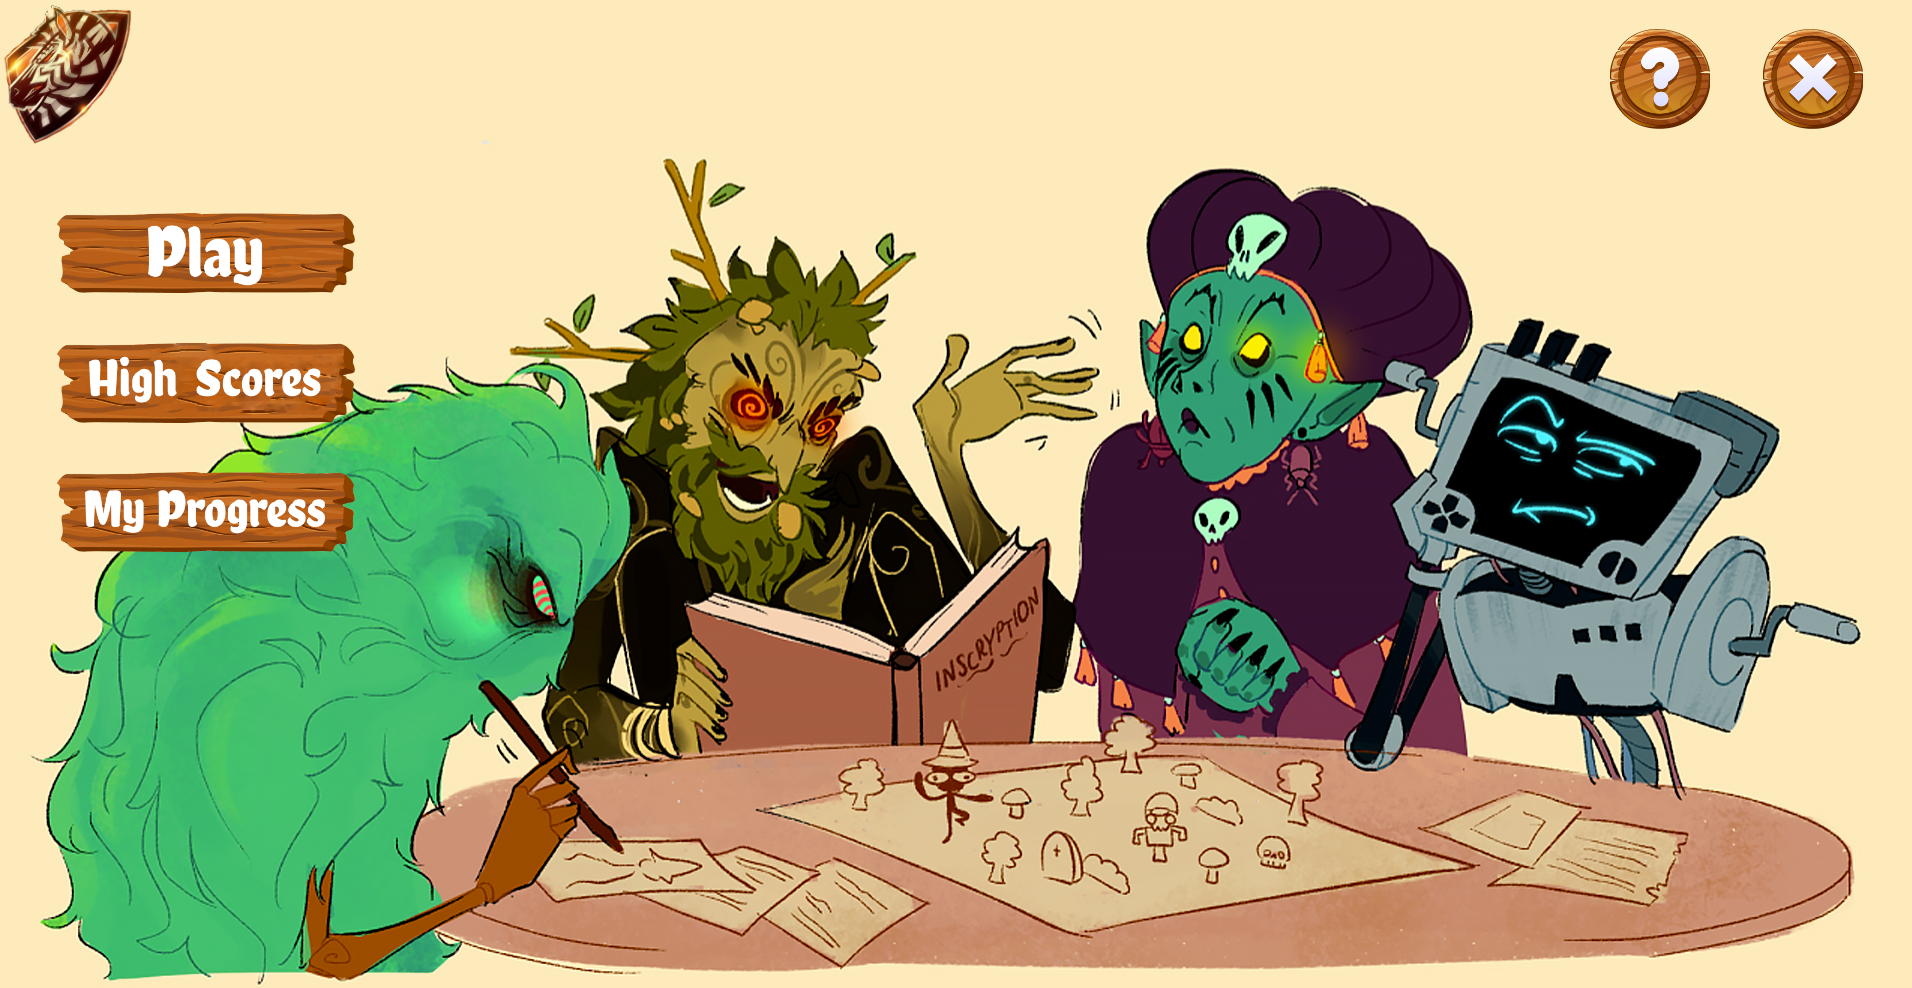 ?
Play
High Scores
My Progress
INSCRYPTION